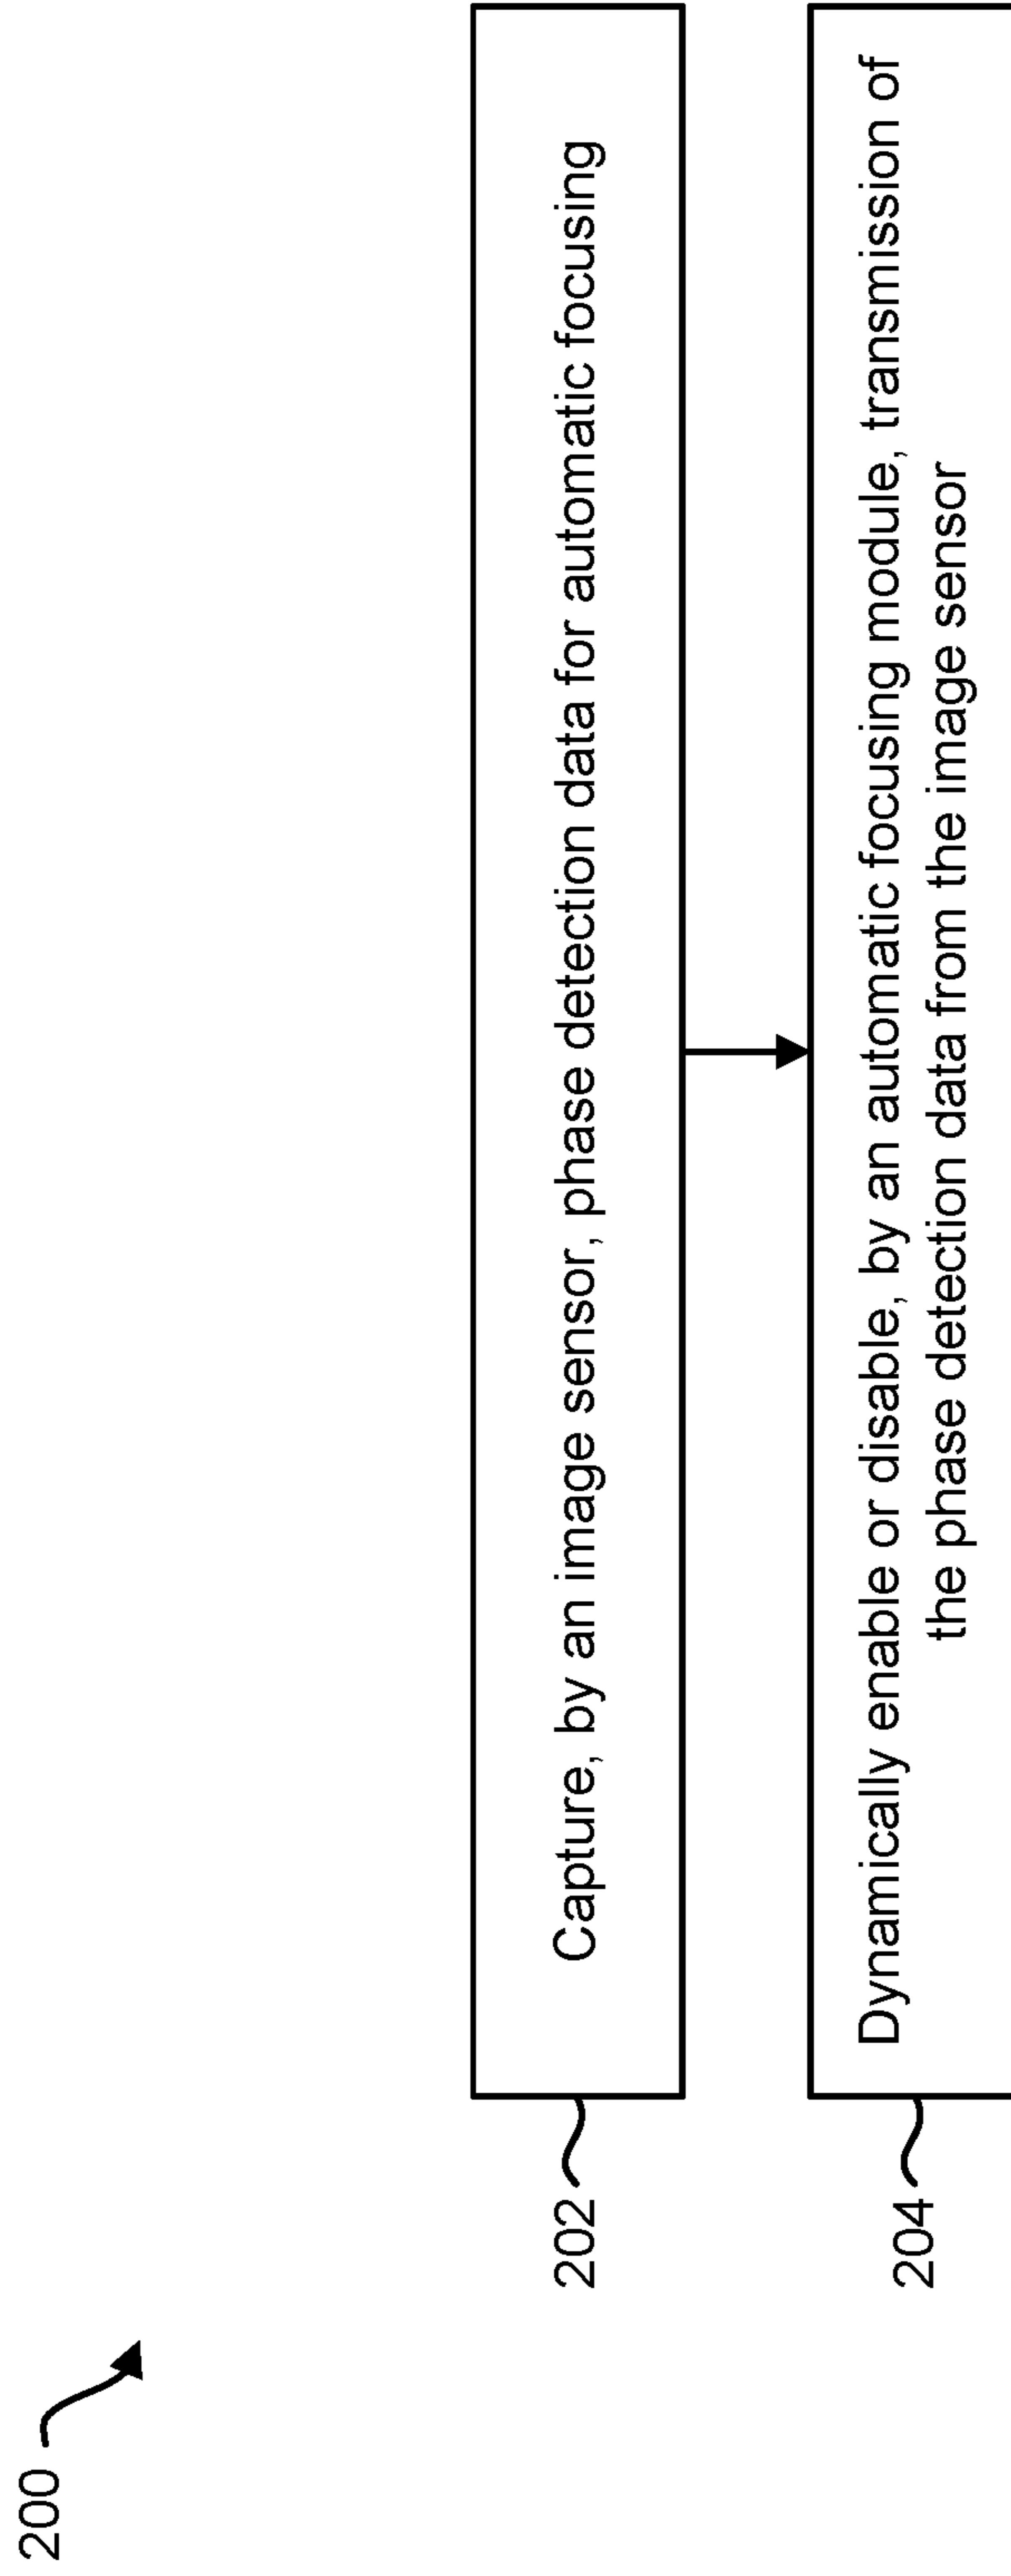 200
202
Capture, by an image sensor, phase detection data for automatic focusing
204
Dynamically enable or disable, by an automatic focusing module, transmission of
the phase detection data from the image sensor